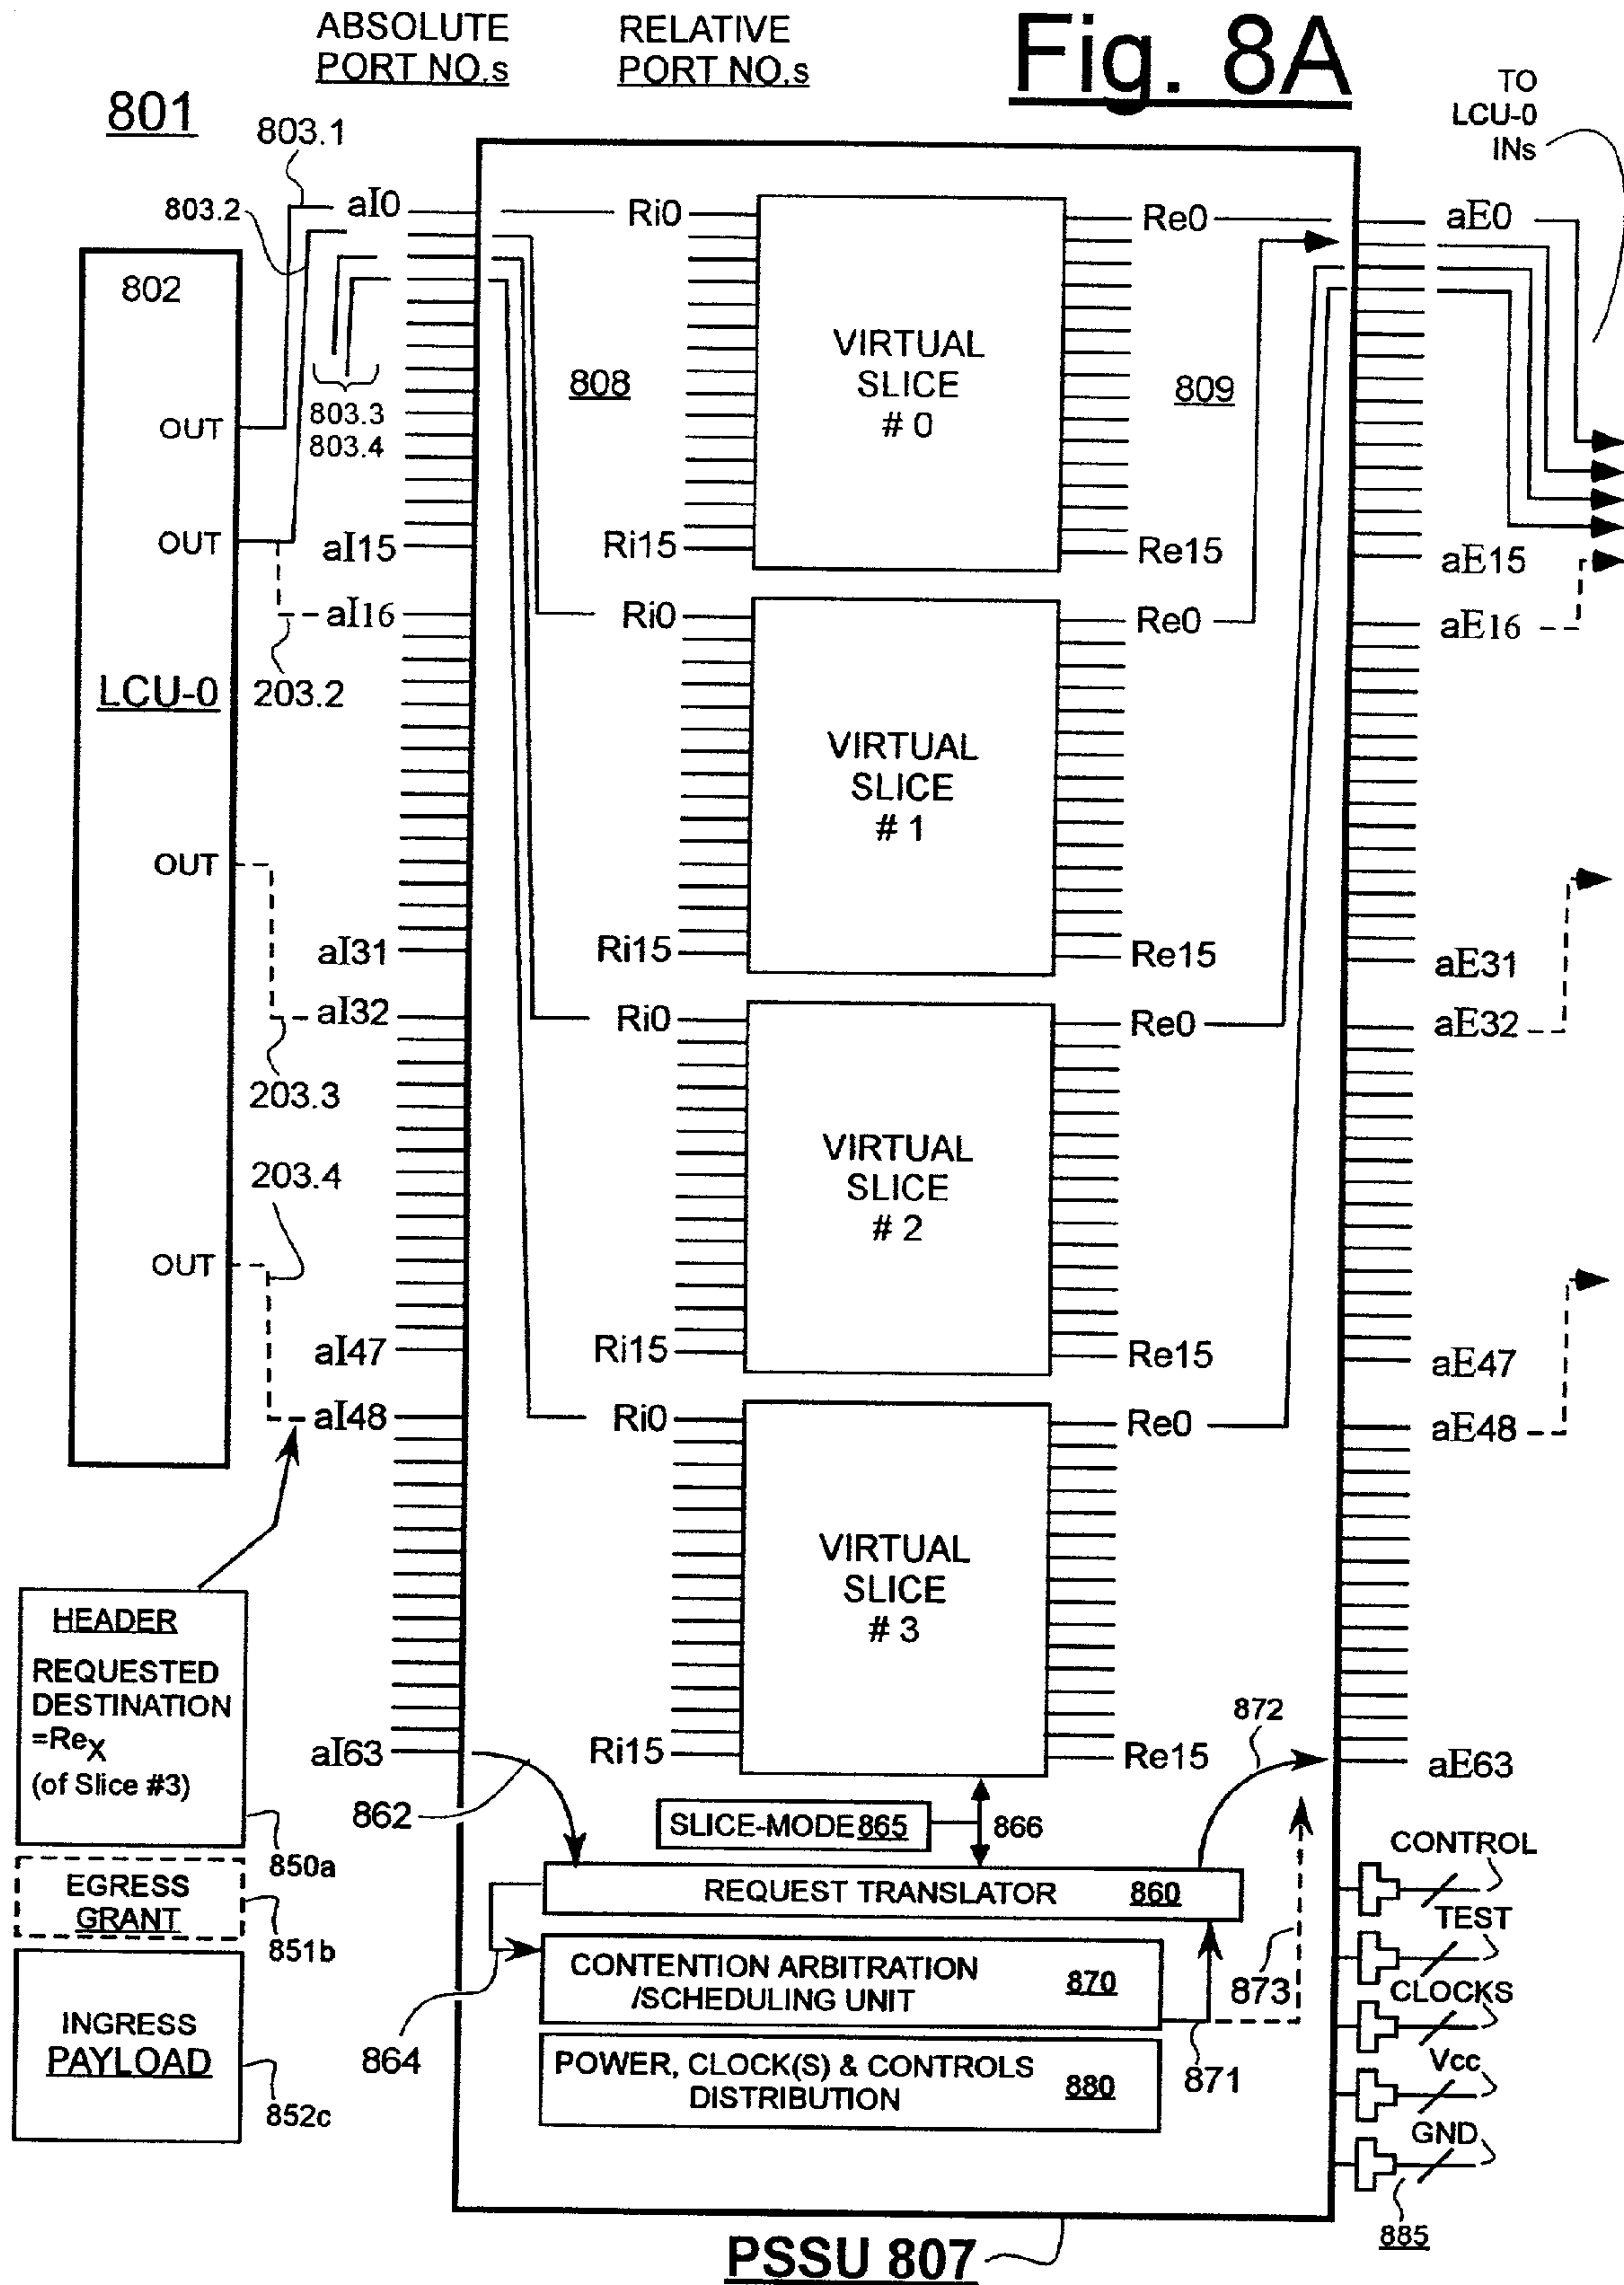 ABSOLUTE
PORT NO.s
RELATIVE
PORT NO.s
Fig. 8A
TO
LCU-0
INs
801
803.1
803.2
aI0
Ri0
Re0
aE0
802
VIRTUAL
SLICE
# 0
808
809
OUT
803.3
803.4
OUT
aI15
Ri15
Re15
aE15
aI16
Ri0
Re0
aE16
LCU-0
203.2
VIRTUAL
SLICE
# 1
OUT
aI31
Ri15
Re15
aE31
aI32
Ri0
Re0
aE32
203.3
203.4
VIRTUAL
SLICE
# 2
OUT
aI47
Ri15
Re15
aE47
aI48
Ri0
Re0
aE48
VIRTUAL
SLICE
# 3
HEADER
REQUESTED
DESTINATION
=ReX
(of Slice #3)
850a
872
aI63
Ri15
Re15
aE63
862
SLICE-MODE 865
866
CONTROL
EGRESS
GRANT
851b
REQUEST TRANSLATOR 860
TEST
CONTENTION ARBITRATION
/SCHEDULING UNIT 870
873
CLOCKS
INGRESS
PAYLOAD
852c
864
POWER, CLOCK(S) & CONTROLS
DISTRIBUTION 880
871
Vcc
GND
885
PSSU 807